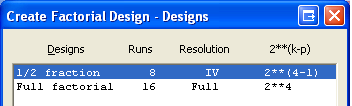 Create Factorial Design - Designs
Designs Runs Resolution 2**(k-p)
1/2 fraction 8 IV 2**(4-1)
Full factorial 16 Full 2**4